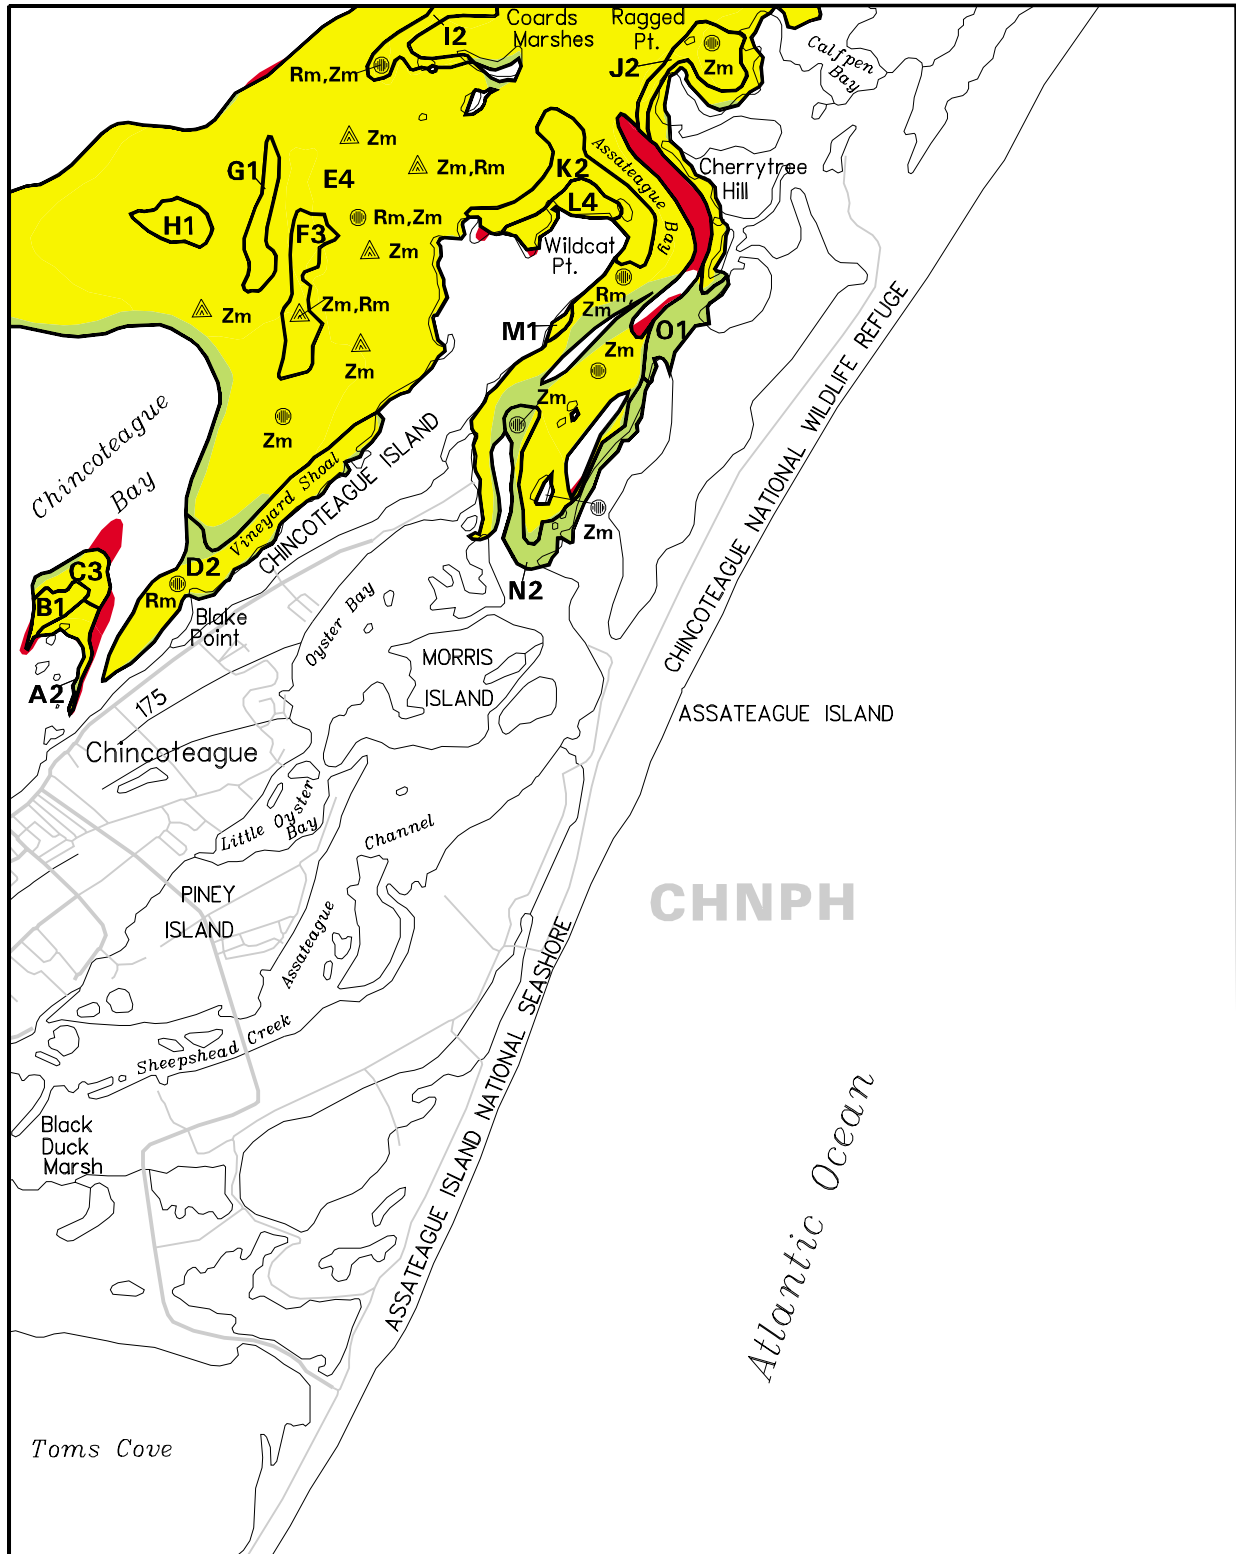 Coards
Marshes
Ragged
Pt.
Calfpen
Bay
I2
J2
Zm
Rm,Zm
Zm
Zm,Rm
G1
E4
K2
Assateague
Bay
Cherrytree
Hill
H1
F3
Rm,Zm
L4
Zm
Wildcat
Pt.
Zm,Rm
Zm
Rm
Zm
M1
O1
Zm
Zm
Zm
Zm
Zm
N2
Chincoteague
Bay
Vineyard Shoal
CHINCOTEAGUE ISLAND
CHINCOTEAGUE NATIONAL WILDLIFE REFUGE
C3
B1
A2
D2
Rm
Blake
Point
Oyster Bay
MORRIS
ISLAND
175
ASSATEAGUE ISLAND
Chincoteague
Little Oyster
Bay
Channel
Assateague
PINEY
ISLAND
CHNPH
Sheepshead Creek
ASSATEAGUE ISLAND NATIONAL SEASHORE
Black
Duck
Marsh
Atlantic Ocean
Toms Cove